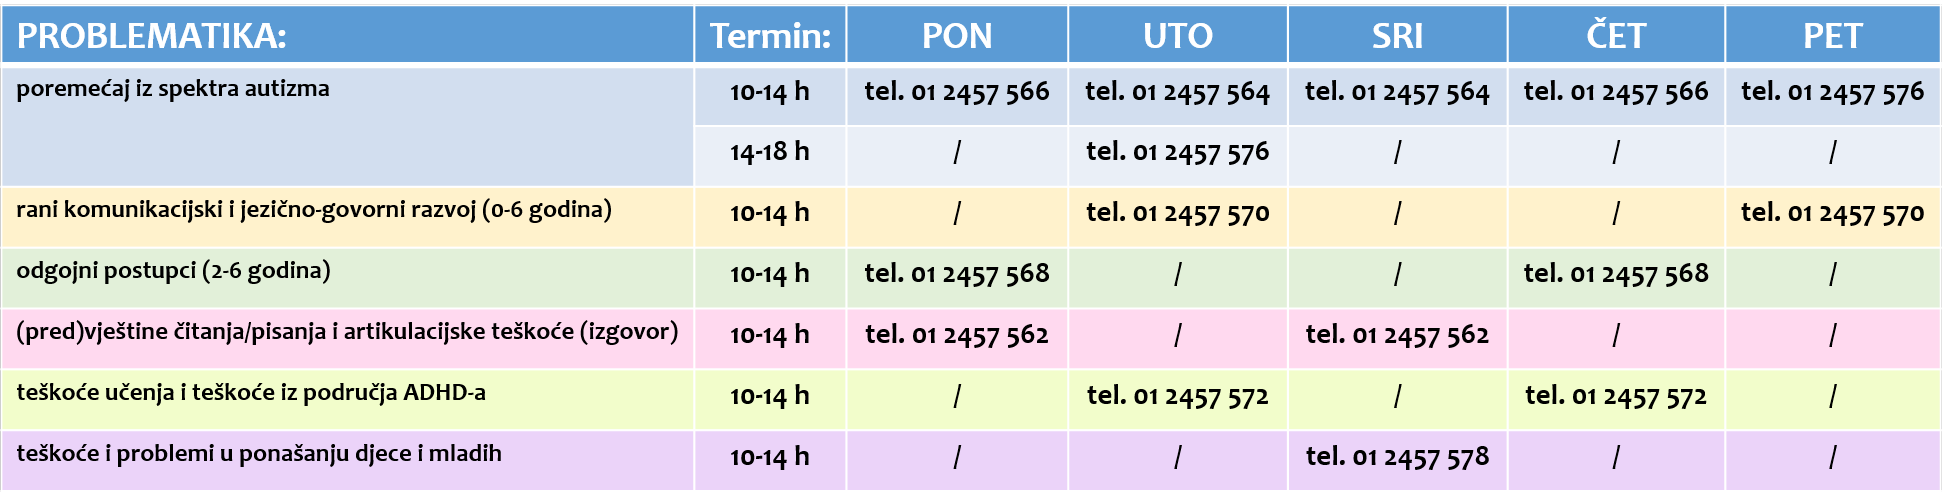 PROBLEMATIKA: Termin: PON UTO SRI ČET PET
poremećaj iz spektra autizma 10-14 h tel. 01 2457 566 tel. 01 2457 564 tel. 01 2457 564 tel. 01 2457 566 tel. 01 2457 576
14-18 h / tel. 01 2457 576 / / /
rani komunikacijski i jezično-govorni razvoj (0-6 godina) 10-14 h / tel. 01 2457 570 / / tel. 01 2457 570
odgojni postupci (2-6 godina) 10-14 h tel. 01 2457 568 / / tel. 01 2457 568 /
(pred)vještine čitanja/pisanja i artikulacijske teškoće (izgovor) 10-14 h tel. 01 2457 562 / tel. 01 2457 562 / /
teškoće učenja i teškoće iz područja ADHD-a 10-14 h / tel. 01 2457 572 / tel. 01 2457 572 /
teškoće i problemi u ponašanju djece i mladih 10-14 h / / tel. 01 2457 578 / /